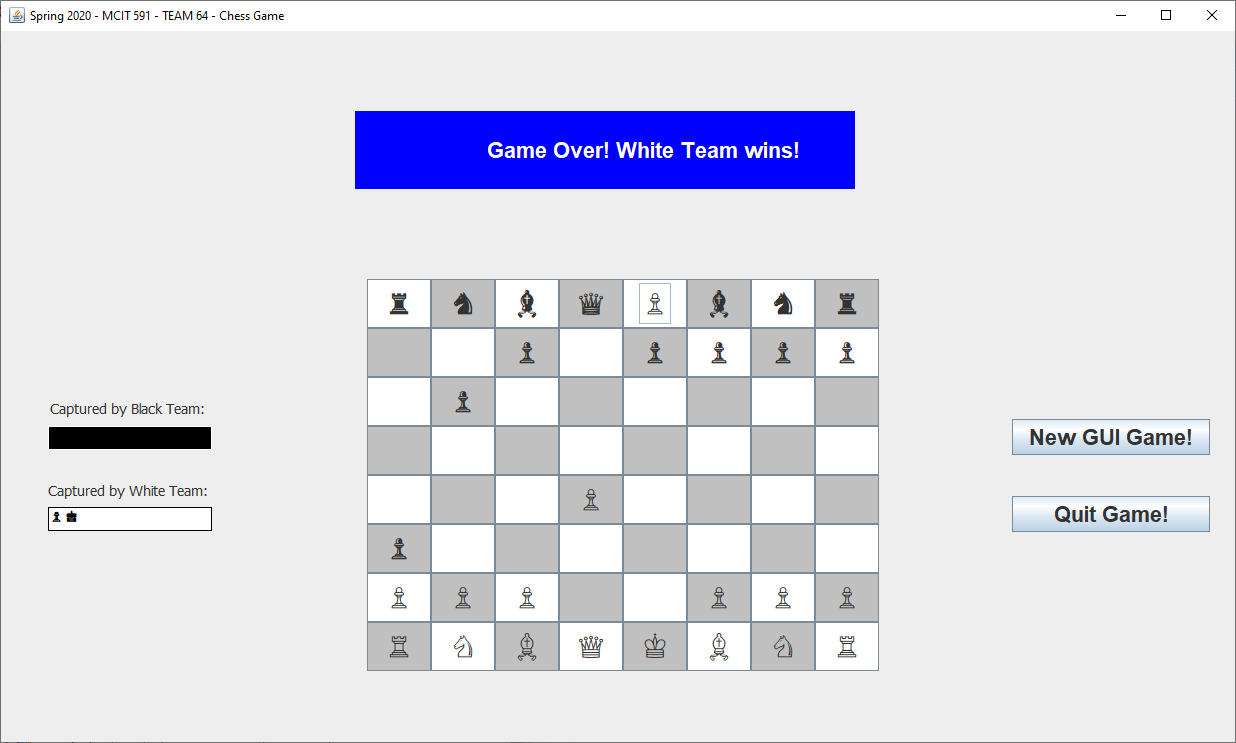 Spring 2020 - MCIT 591 - TEAM 64 - Chess Game
Game Over! White Team wins!
Captured by Black Team:
Captured by White Team:
New GUI Game!
Quit Game!